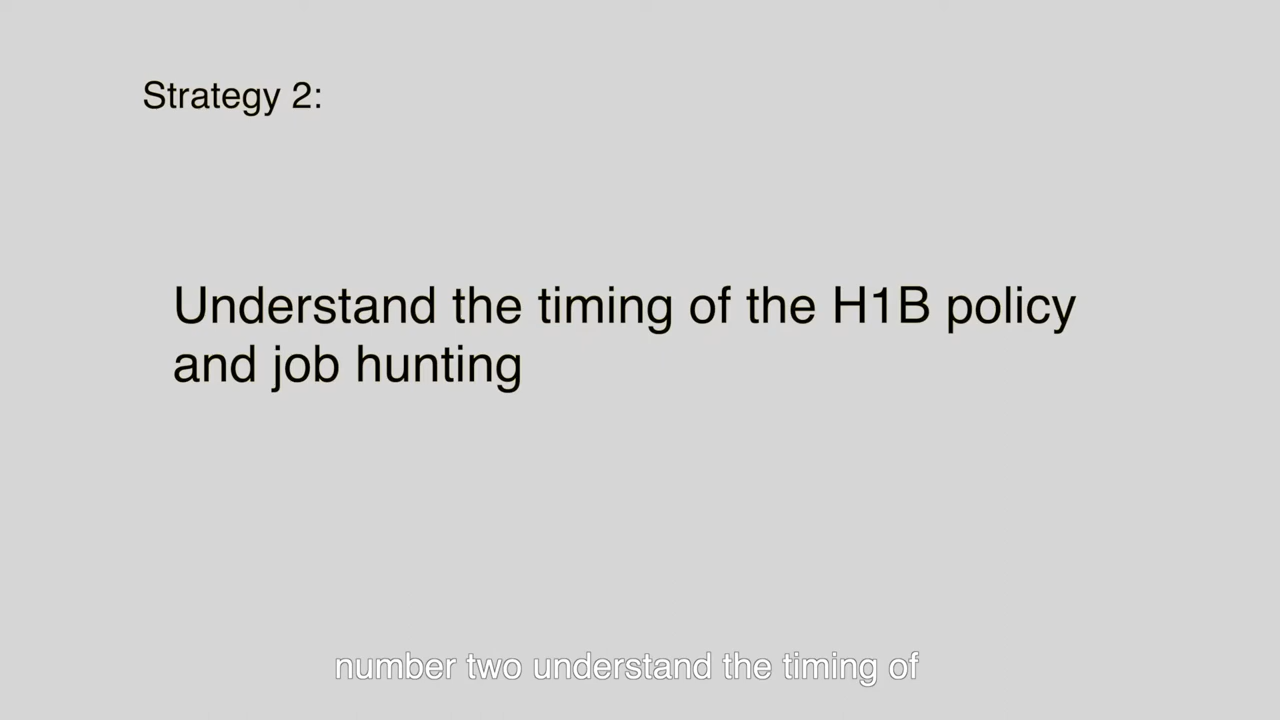 Strategy 2:
Understand the timing of the H1B policy
and job hunting
number two understand the timing of